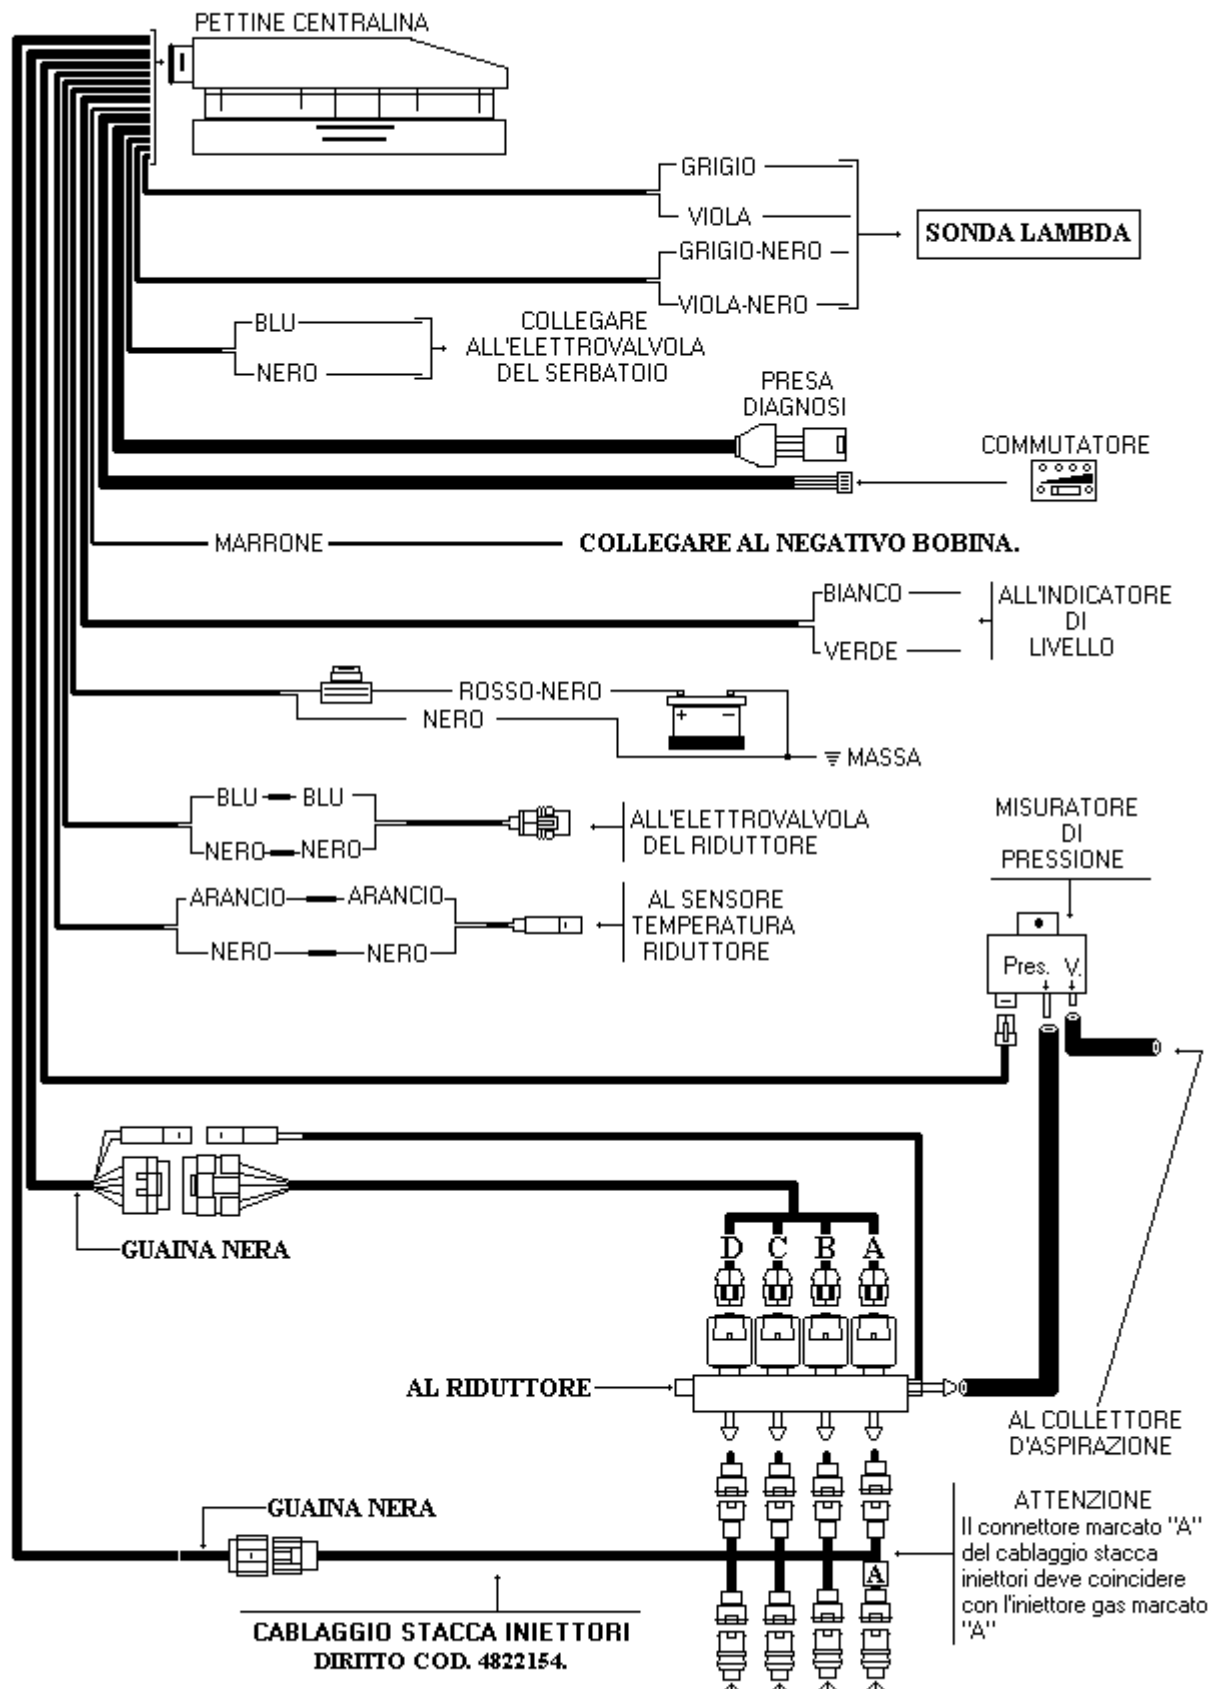 PETTINE CENTRALINA
GRIGIO
VIOLA
SONDA LAMBDA
GRIGIO-NERO
VIOLA-NERO
BLU
NERO
COLLEGARE
ALL'ELETTROVALVOLA
DEL SERBATOIO
PRESA
DIAGNOSI
COMMUTATORE
MARRONE
COLLEGARE AL NEGATIVO BOBINA.
BIANCO
VERDE
ALL'INDICATORE
DI
LIVELLO
ROSSO-NERO
NERO
+ −
MASSA
BLU BLU
NERO NERO
ALL'ELETTROVALVOLA
DEL RIDUTTORE
MISURATORE
DI
PRESSIONE
ARANCIO ARANCIO
NERO NERO
AL SENSORE
TEMPERATURA
RIDUTTORE
Pres. V.
GUAINA NERA
D C B A
AL RIDUTTORE
AL COLLETTORE
D'ASPIRAZIONE
GUAINA NERA
ATTENZIONE
Il connettore marcato "A"
del cablaggio stacca
iniettori deve coincidere
con l'iniettore gas marcato
"A"
A
CABLAGGIO STACCA INIETTORI
DIRITTO COD. 4822154.